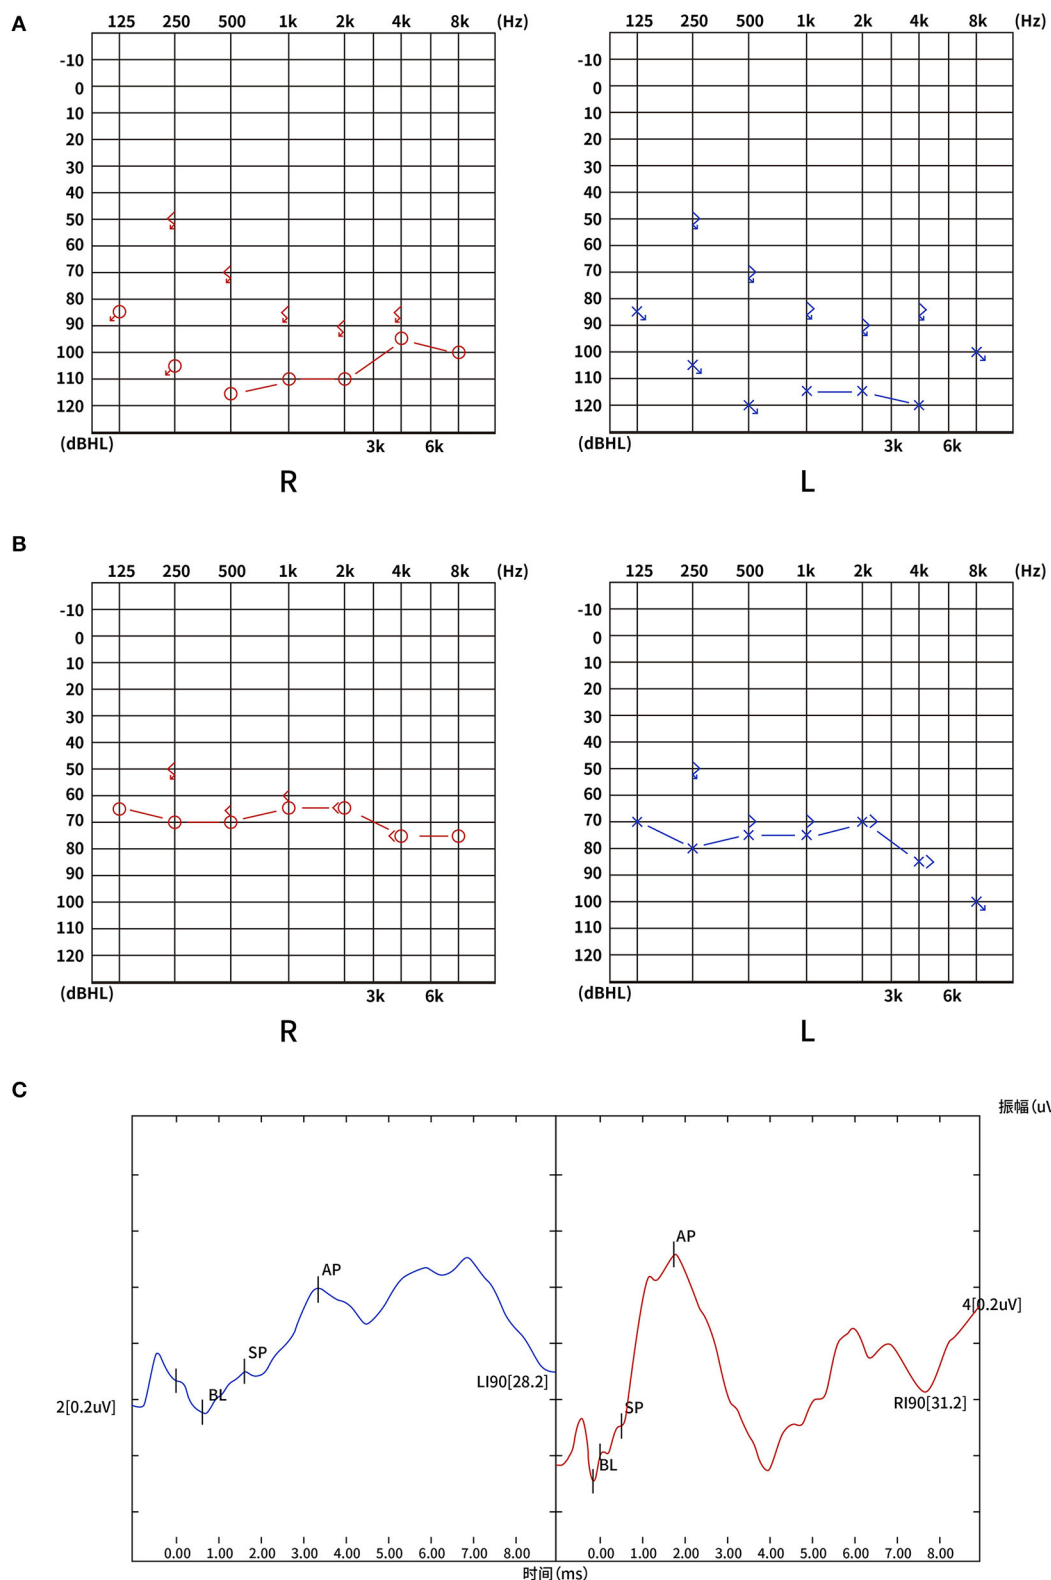 A
125 250 500 1k 2k 4k 8k (Hz)
-10
0
10
20
30
40
50
60
70
80
90
100
110
120
(dBHL) 3k 6k
R
125 250 500 1k 2k 4k 8k (Hz)
-10
0
10
20
30
40
50
60
70
80
90
100
110
120
(dBHL) 3k 6k
L
B
125 250 500 1k 2k 4k 8k (Hz)
-10
0
10
20
30
40
50
60
70
80
90
100
110
120
(dBHL) 3k 6k
R
125 250 500 1k 2k 4k 8k (Hz)
-10
0
10
20
30
40
50
60
70
80
90
100
110
120
(dBHL) 3k 6k
L
C
振幅(uV
AP
SP
BL
2[0.2uV]
LI90[28.2]
AP
SP
BL
4[0.2uV]
RI90[31.2]
0.00 1.00 2.00 3.00 4.00 5.00 6.00 7.00 8.00
0.00 1.00 2.00 3.00 4.00 5.00 6.00 7.00 8.00
时间(ms)